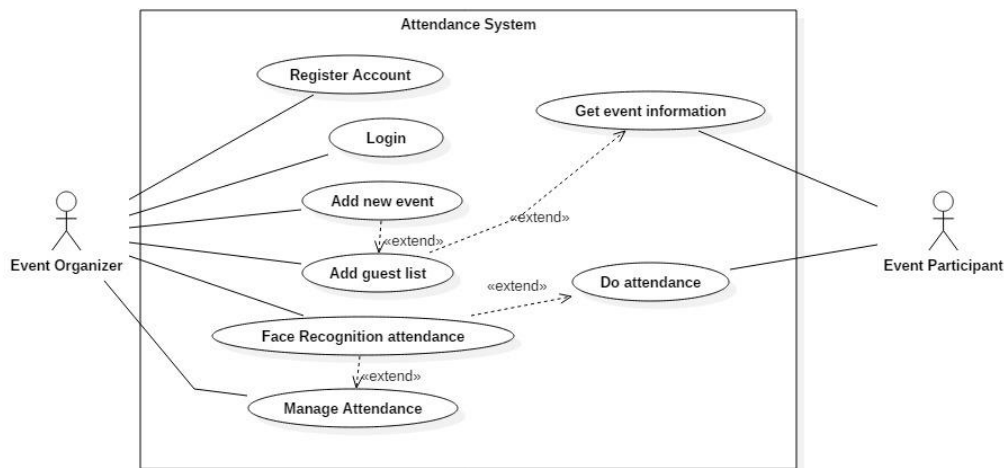 Attendance System
Register Account
Get event information
Login
Add new event
«extend»
«extend»
Event Organizer
Add guest list
Event Participant
Do attendance
«extend»
Face Recognition attendance
«extend»
Manage Attendance